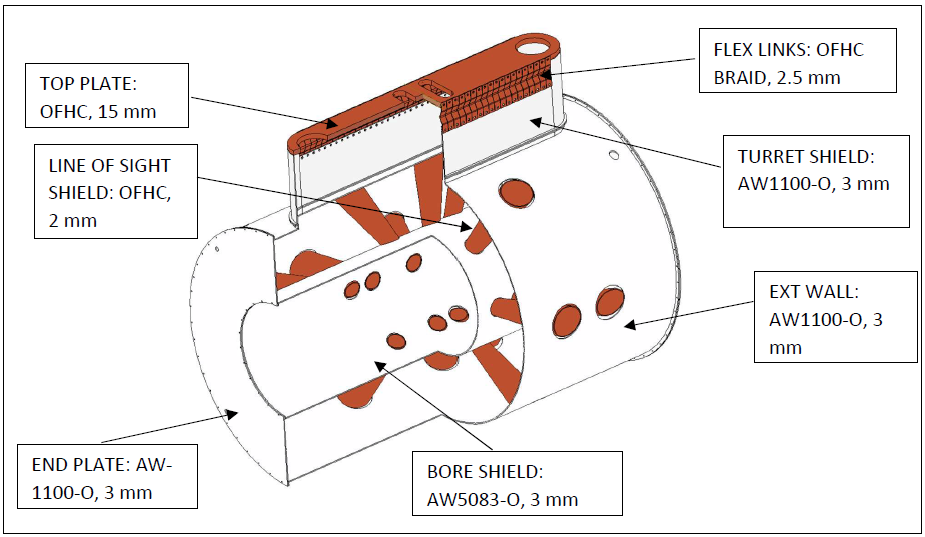 TOP PLATE:
OFHC, 15 mm
LINE OF SIGHT
SHIELD: OFHC,
2 mm
FLEX LINKS: OFHC
BRAID, 2.5 mm
TURRET SHIELD:
AW1100-O, 3 mm
EXT WALL:
AW1100-O, 3
mm
END PLATE: AW-
1100-O, 3 mm
BORE SHIELD:
AW5083-O, 3 mm